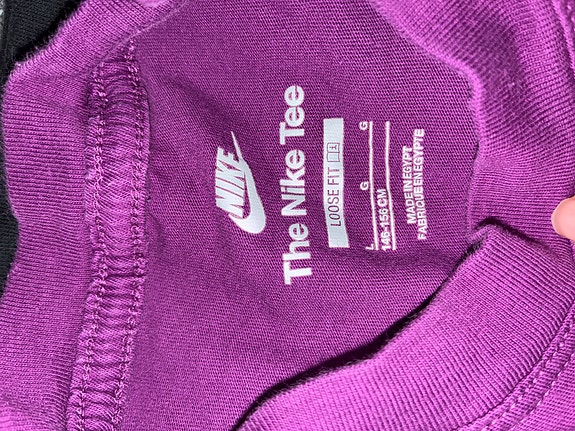 NIKE
The Nike Tee
LOOSE FIT
L G G
146-156 CM
MADE IN EGYPT
FABRIQUE EN EGYPTE